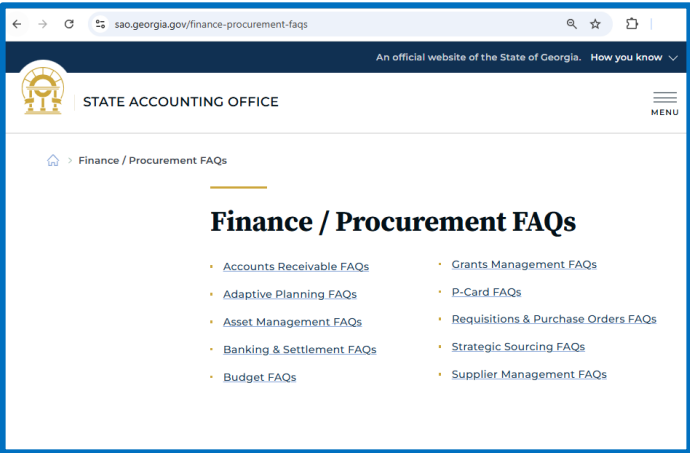 sao.georgia.gov/finance-procurement-faqs
An official website of the State of Georgia. How you know
STATE ACCOUNTING OFFICE
MENU
Finance / Procurement FAQs
Finance / Procurement FAQs
Accounts Receivable FAQs
Adaptive Planning FAQs
Asset Management FAQs
Banking & Settlement FAQs
Budget FAQs
Grants Management FAQs
P-Card FAQs
Requisitions & Purchase Orders FAQs
Strategic Sourcing FAQs
Supplier Management FAQs